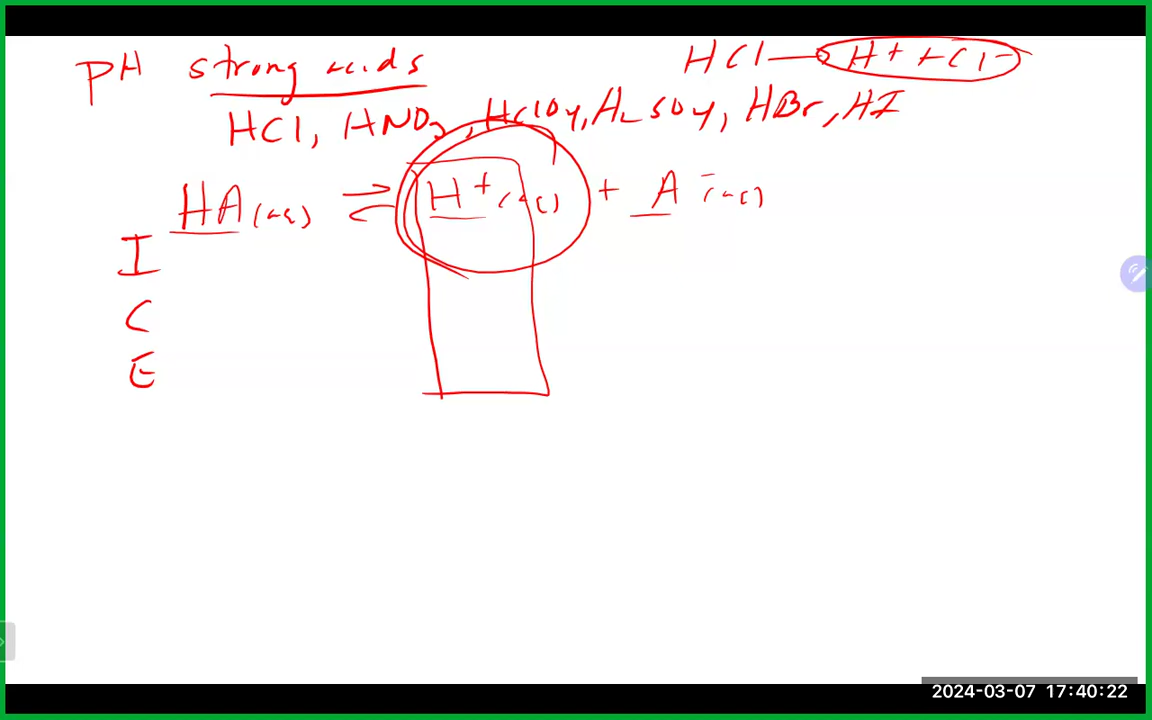 PH strong acids
HCl → H+ + Cl-
HCl, HNO3, HClO4, H2SO4, HBr, HI
HA(aq) ⇌ H+(aq) + A-(aq)
I
C
E
2024-03-07 17:40:22